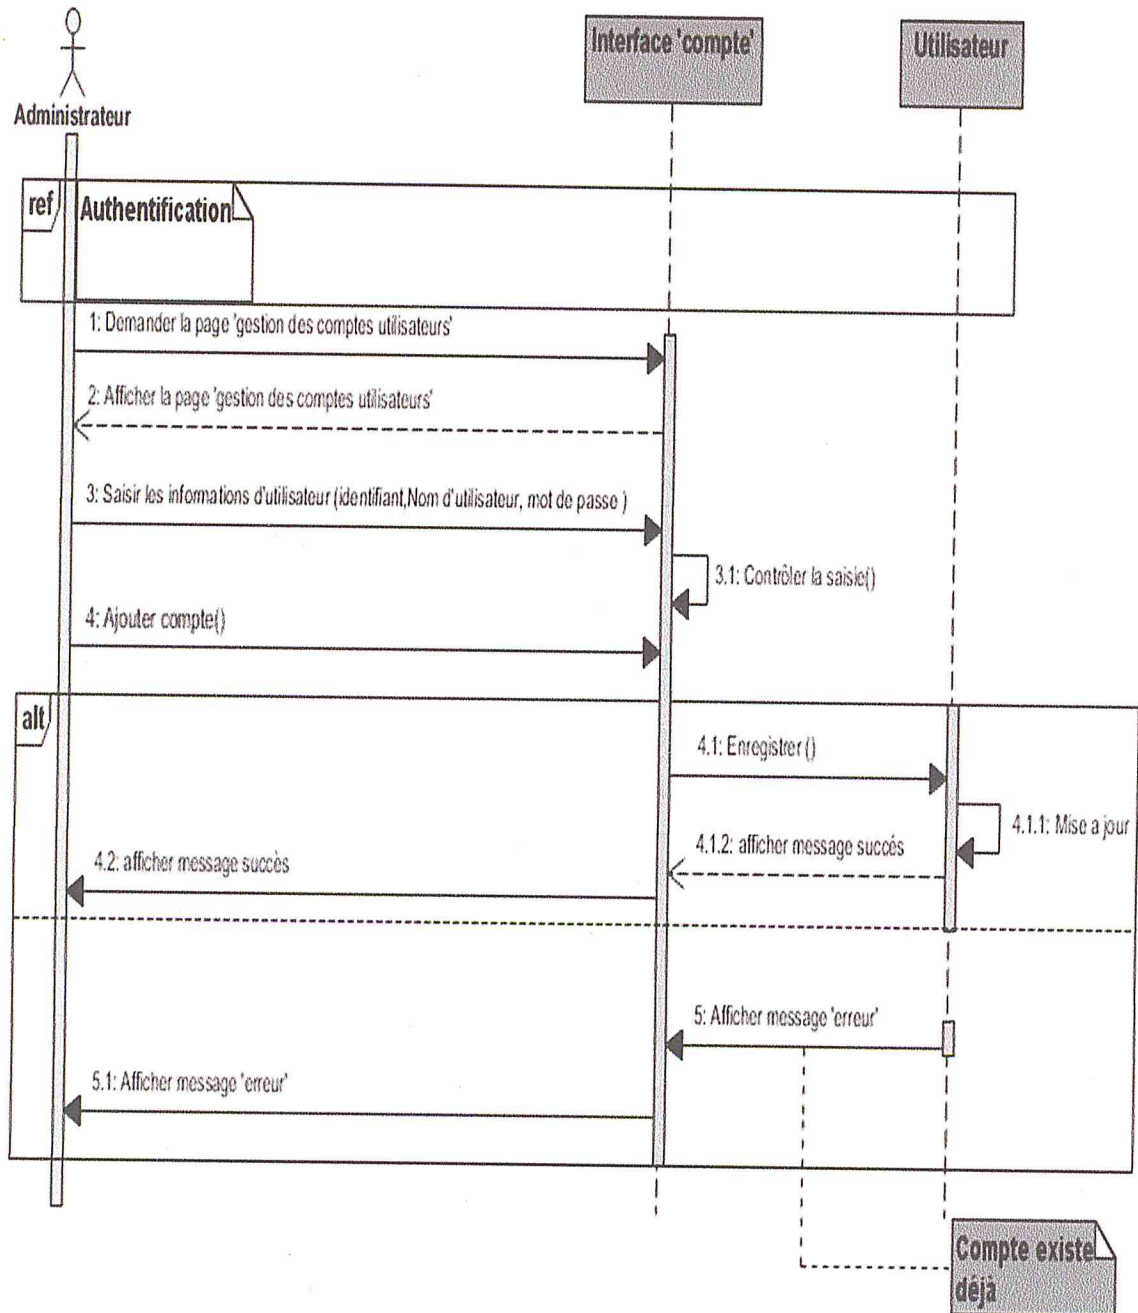 Interface 'compte'
Utilisateur
Administrateur
ref
Authentification
1: Demander la page 'gestion des comptes utilisateurs'
2: Afficher la page 'gestion des comptes utilisateurs'
3: Saisir les informations d'utilisateur (identifiant,Nom d'utilisateur, mot de passe )
3.1: Contrôler la saisie()
4: Ajouter compte()
alt
4.1: Enregistrer ()
4.1.1: Mise a jour
4.1.2: afficher message succés
4.2: afficher message succès
5: Afficher message 'erreur'
5.1: Afficher message 'erreur'
Compte existe
déjà